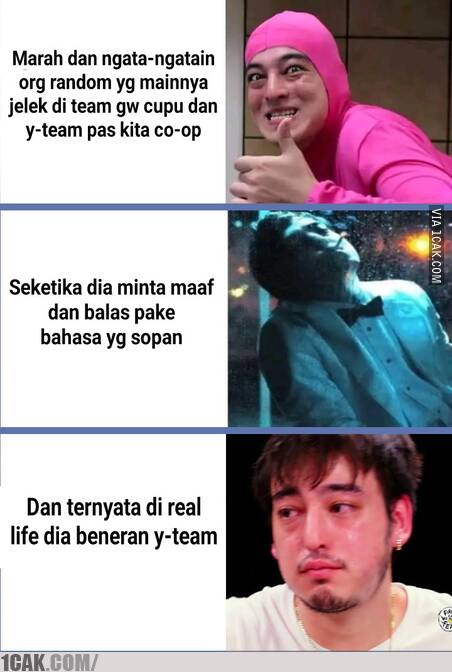 Marah dan ngata-ngatain
org random yg mainnya
jelek di team gw cupu dan
y-team pas kita co-op
VIA 1CAK.COM
Seketika dia minta maaf
dan balas pake
bahasa yg sopan
Dan ternyata di real
life dia beneran y-team
1CAK.COM/